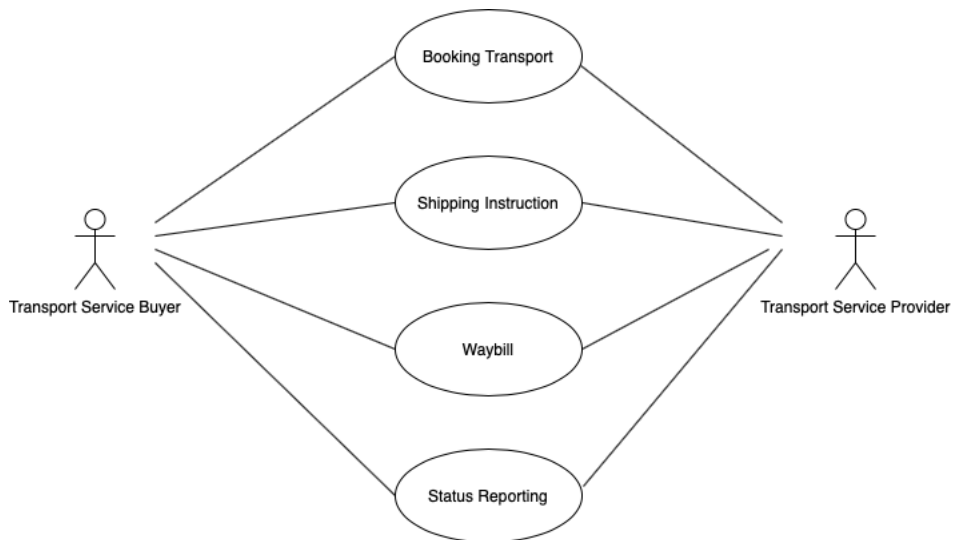 Booking Transport
Shipping Instruction
Transport Service Buyer
Transport Service Provider
Waybill
Status Reporting